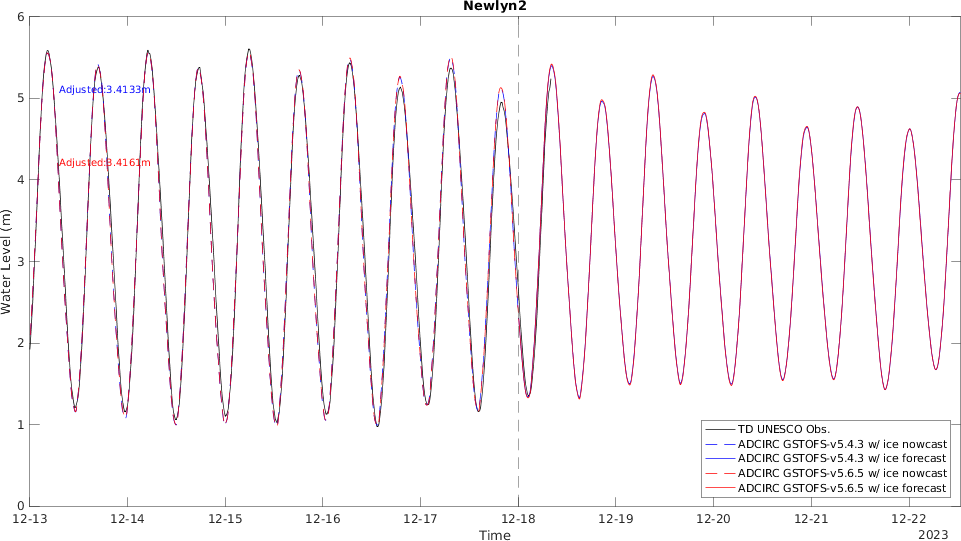 Newlyn2
6
5
4
3
2
1
0
Water Level (m)
Adjusted:3.4133m
Adjusted:3.4161m
TD UNESCO Obs.
ADCIRC GSTOFS-v5.4.3 w/ ice nowcast
ADCIRC GSTOFS-v5.4.3 w/ ice forecast
ADCIRC GSTOFS-v5.6.5 w/ ice nowcast
ADCIRC GSTOFS-v5.6.5 w/ ice forecast
12-13 12-14 12-15 12-16 12-17 12-18 12-19 12-20 12-21 12-22
Time
2023